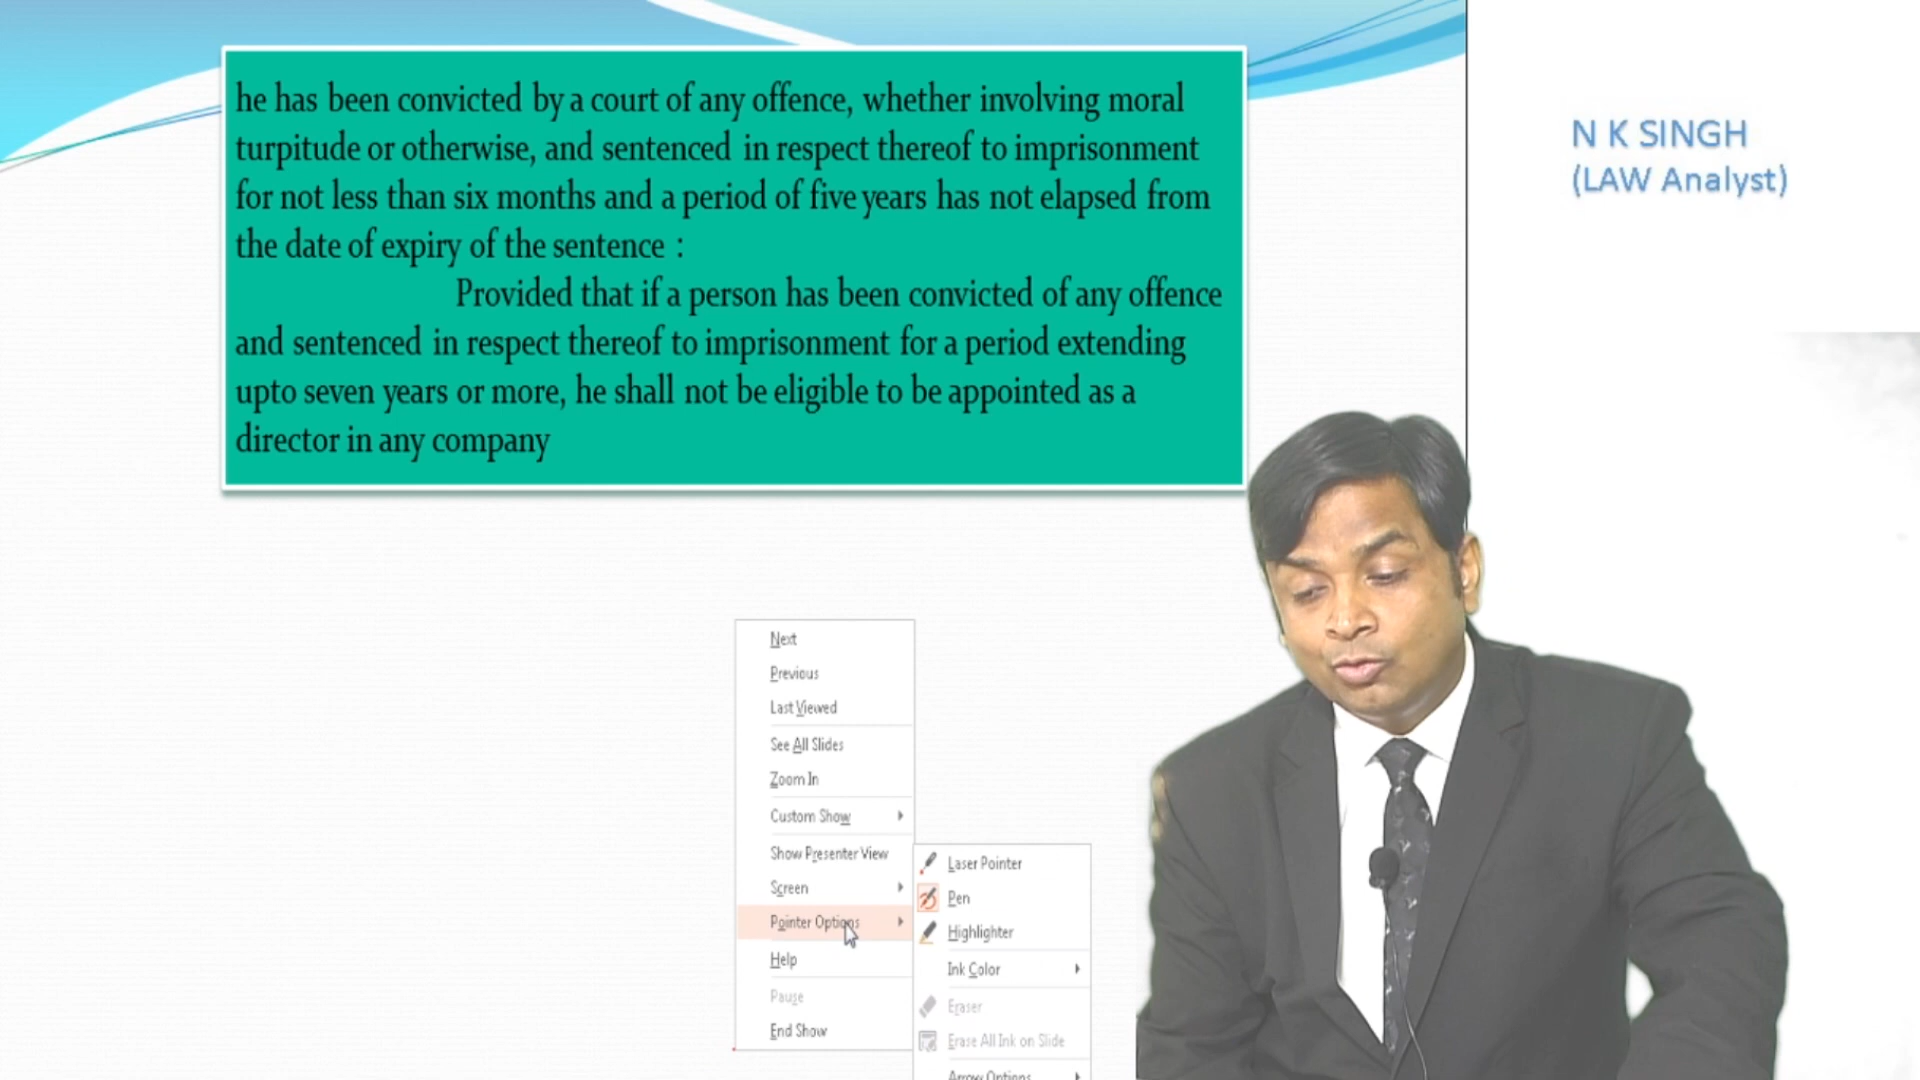 he has been convicted by a court of any offence, whether involving moral
turpitude or otherwise, and sentenced in respect thereof to imprisonment
for not less than six months and a period of five years has not elapsed from
the date of expiry of the sentence :
Provided that if a person has been convicted of any offence
and sentenced in respect thereof to imprisonment for a period extending
upto seven years or more, he shall not be eligible to be appointed as a
director in any company
N K SINGH
(LAW Analyst)
Next
Previous
Last Viewed
See All Slides
Zoom In
Custom Show
Show Presenter View
Screen
Pointer Options
Help
Pause
End Show
Laser Pointer
Pen
Highlighter
Ink Color
Eraser
Erase All Ink on Slide
Arrow Options